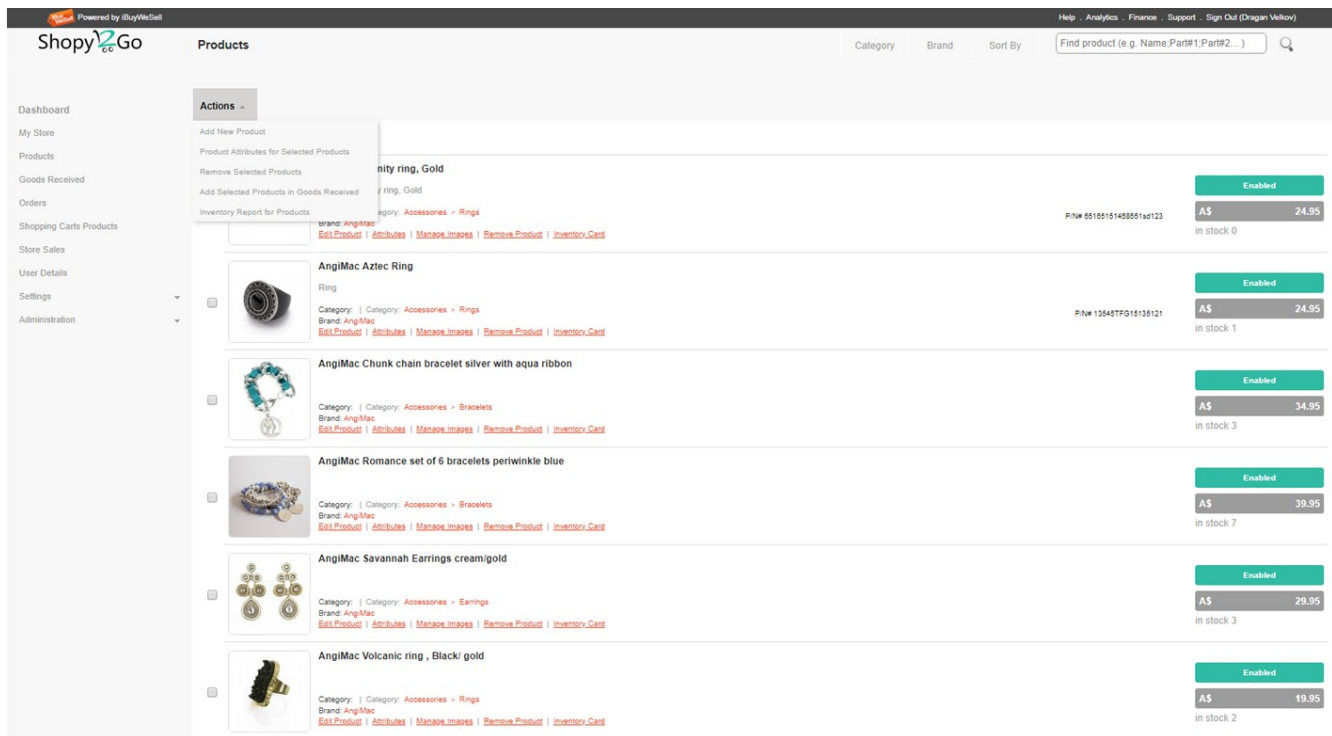 Powered by iBuyWeSell
Help . Analytics . Finance . Support . Sign Out (Dragan Velkov)
Shopy2Go
Products
Category
Brand
Sort By
Find product (e.g. Name;Part#1;Part#2... )
Dashboard
My Store
Products
Goods Received
Orders
Shopping Carts Products
Store Sales
User Details
Settings
Administration
Actions
Add New Product
Product Attributes for Selected Products
Remove Selected Products
Add Selected Products in Goods Received
Inventory Report for Products
nity ring, Gold
ring, Gold
egory: Accessories > Rings
Brand: AngiMac
Edit Product | Attributes | Manage Images | Remove Product | Inventory Card
Enabled
A$ 24.95
in stock 0
AngiMac Aztec Ring
Ring
Category: | Category: Accessories > Rings
Brand: AngiMac
Edit Product | Attributes | Manage Images | Remove Product | Inventory Card
P/N# 13545TFG15135121
Enabled
A$ 24.95
in stock 1
AngiMac Chunk chain bracelet silver with aqua ribbon
Category: | Category: Accessories > Bracelets
Brand: AngiMac
Edit Product | Attributes | Manage Images | Remove Product | Inventory Card
Enabled
A$ 34.95
in stock 3
AngiMac Romance set of 6 bracelets periwinkle blue
Category: | Category: Accessories > Bracelets
Brand: AngiMac
Edit Product | Attributes | Manage Images | Remove Product | Inventory Card
Enabled
A$ 39.95
in stock 7
AngiMac Savannah Earrings cream/gold
Category: | Category: Accessories > Earrings
Brand: AngiMac
Edit Product | Attributes | Manage Images | Remove Product | Inventory Card
Enabled
A$ 29.95
in stock 3
AngiMac Volcanic ring , Black/ gold
Category: | Category: Accessories > Rings
Brand: AngiMac
Edit Product | Attributes | Manage Images | Remove Product | Inventory Card
Enabled
A$ 19.95
in stock 2